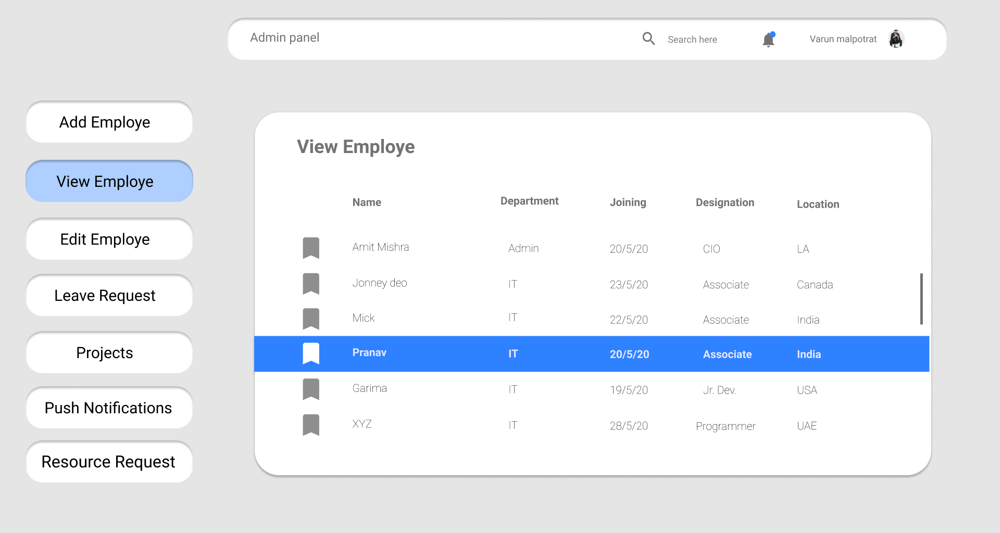 Admin panel Search here Varun malpotrat
Add Employe
View Employe
Edit Employe
Leave Request
Projects
Push Notifications
Resource Request
View Employe
Name Department Joining Designation Location
Amit Mishra Admin 20/5/20 CIO LA
Jonney deo IT 23/5/20 Associate Canada
Mick IT 22/5/20 Associate India
Pranav IT 20/5/20 Associate India
Garima IT 19/5/20 Jr. Dev. USA
XYZ IT 28/5/20 Programmer UAE